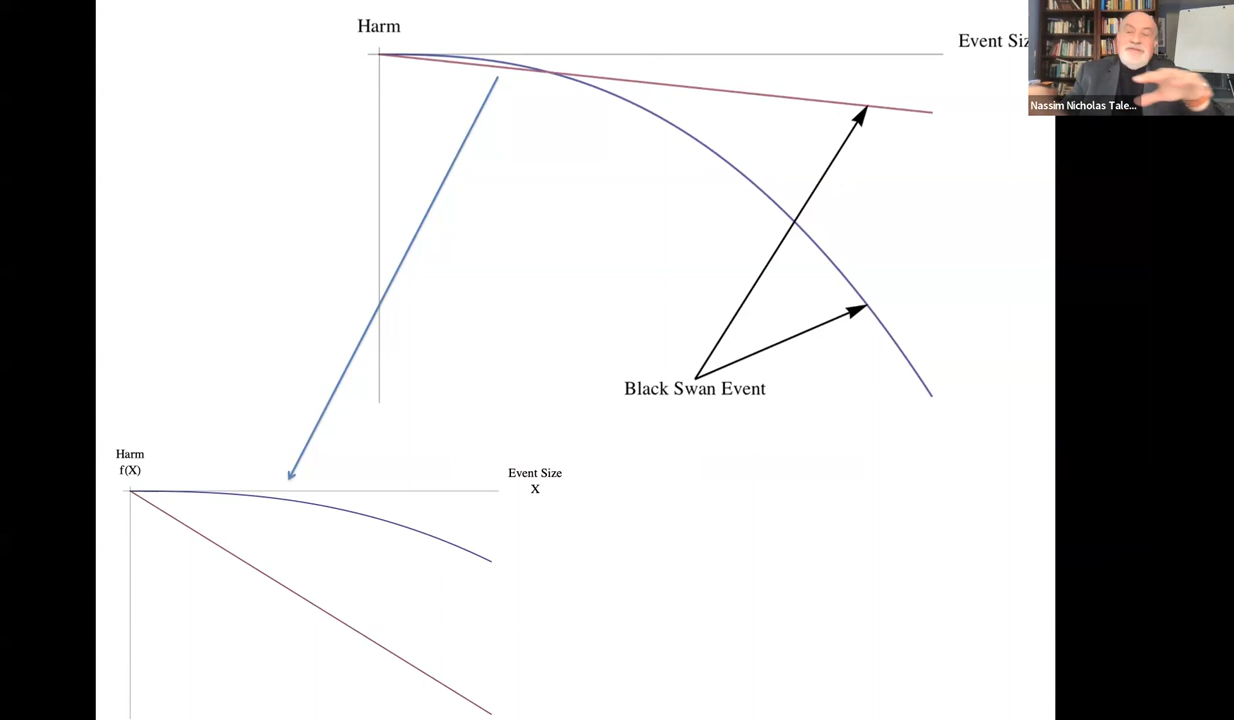 Harm
Event Siz
Nassim Nicholas Tale...
Black Swan Event
Harm
f(X)
Event Size
X